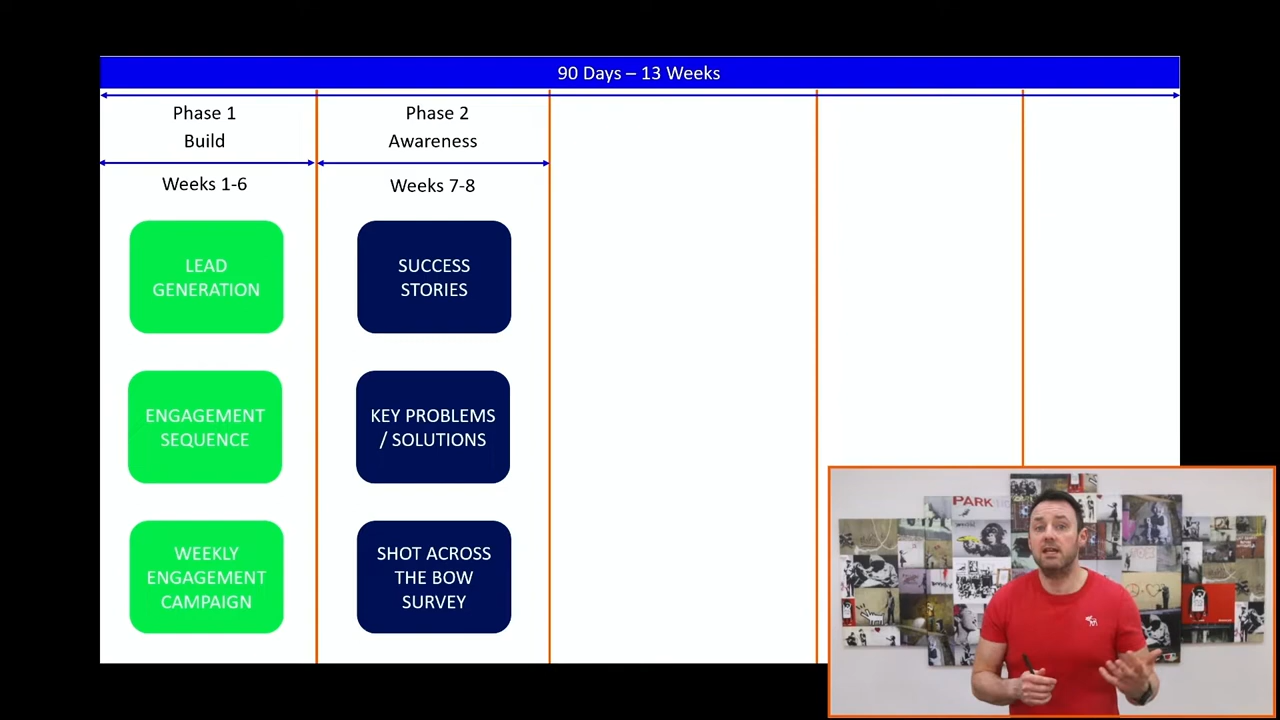 90 Days – 13 Weeks
Phase 1
Build
Weeks 1-6
LEAD
GENERATION
ENGAGEMENT
SEQUENCE
WEEKLY
ENGAGEMENT
CAMPAIGN
Phase 2
Awareness
Weeks 7-8
SUCCESS
STORIES
KEY PROBLEMS
/ SOLUTIONS
SHOT ACROSS
THE BOW
SURVEY
PARK